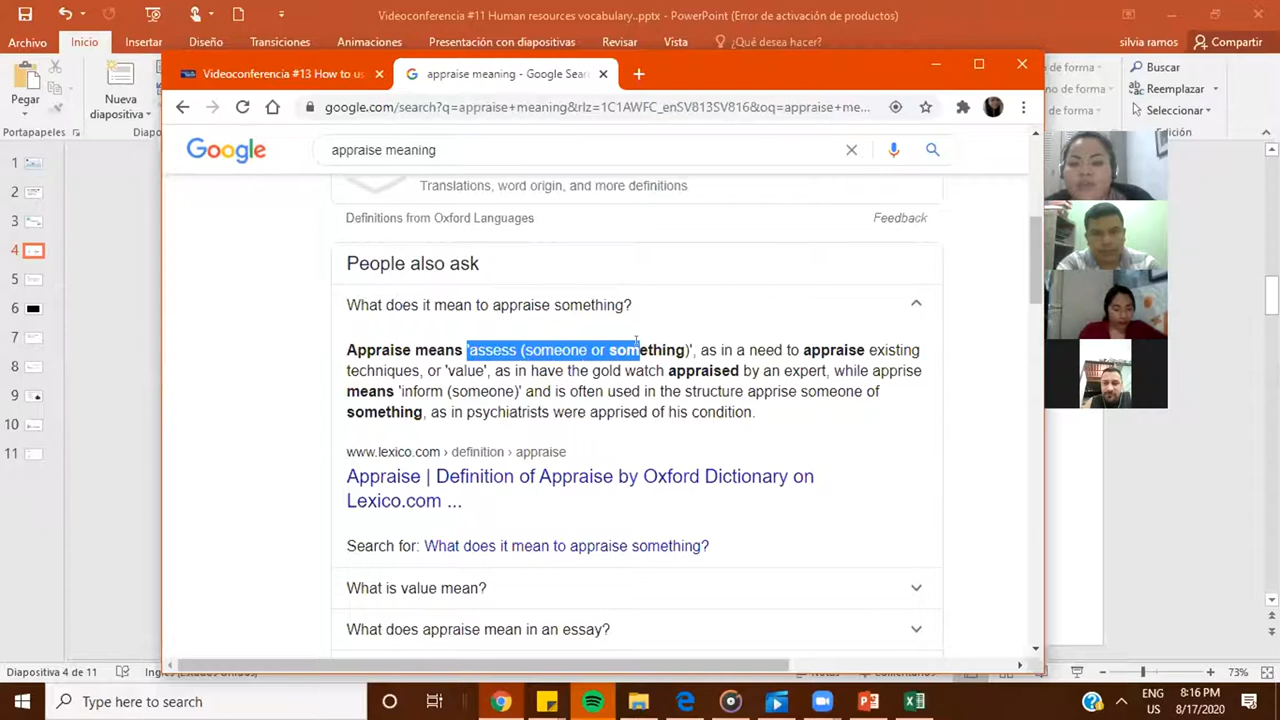 Videoconferencia #11 Human resources vocabulary..pptx - PowerPoint (Error de activación de productos)
Archivo Inicio Insertar Diseño Transiciones Animaciones Presentación con diapositivas Revisar Vista ¿Qué desea hacer? silvia ramos Compartir
Pegar
Nueva
diapositiva
Portapapeles
de forma
no de forma
de forma
Buscar
Reemplazar
Seleccionar
Edición
Videoconferencia #13 How to us
appraise meaning - Google Sear
google.com/search?q=appraise+meaning&rlz=1C1AWFC_enSV813SV816&oq=appraise+me...
Google
appraise meaning
Translations, word origin, and more definitions
Definitions from Oxford Languages
Feedback
People also ask
What does it mean to appraise something?
Appraise means 'assess (someone or something)', as in a need to appraise existing
techniques, or 'value', as in have the gold watch appraised by an expert, while apprise
means 'inform (someone)' and is often used in the structure apprise someone of
something, as in psychiatrists were apprised of his condition.
www.lexico.com › definition › appraise
Appraise | Definition of Appraise by Oxford Dictionary on
Lexico.com ...
Search for: What does it mean to appraise something?
What is value mean?
What does appraise mean in an essay?
1
2
3
4
5
6
7
8
9
10
11
Diapositiva 4 de 11
73%
Type here to search
ENG
US
8:16 PM
8/17/2020